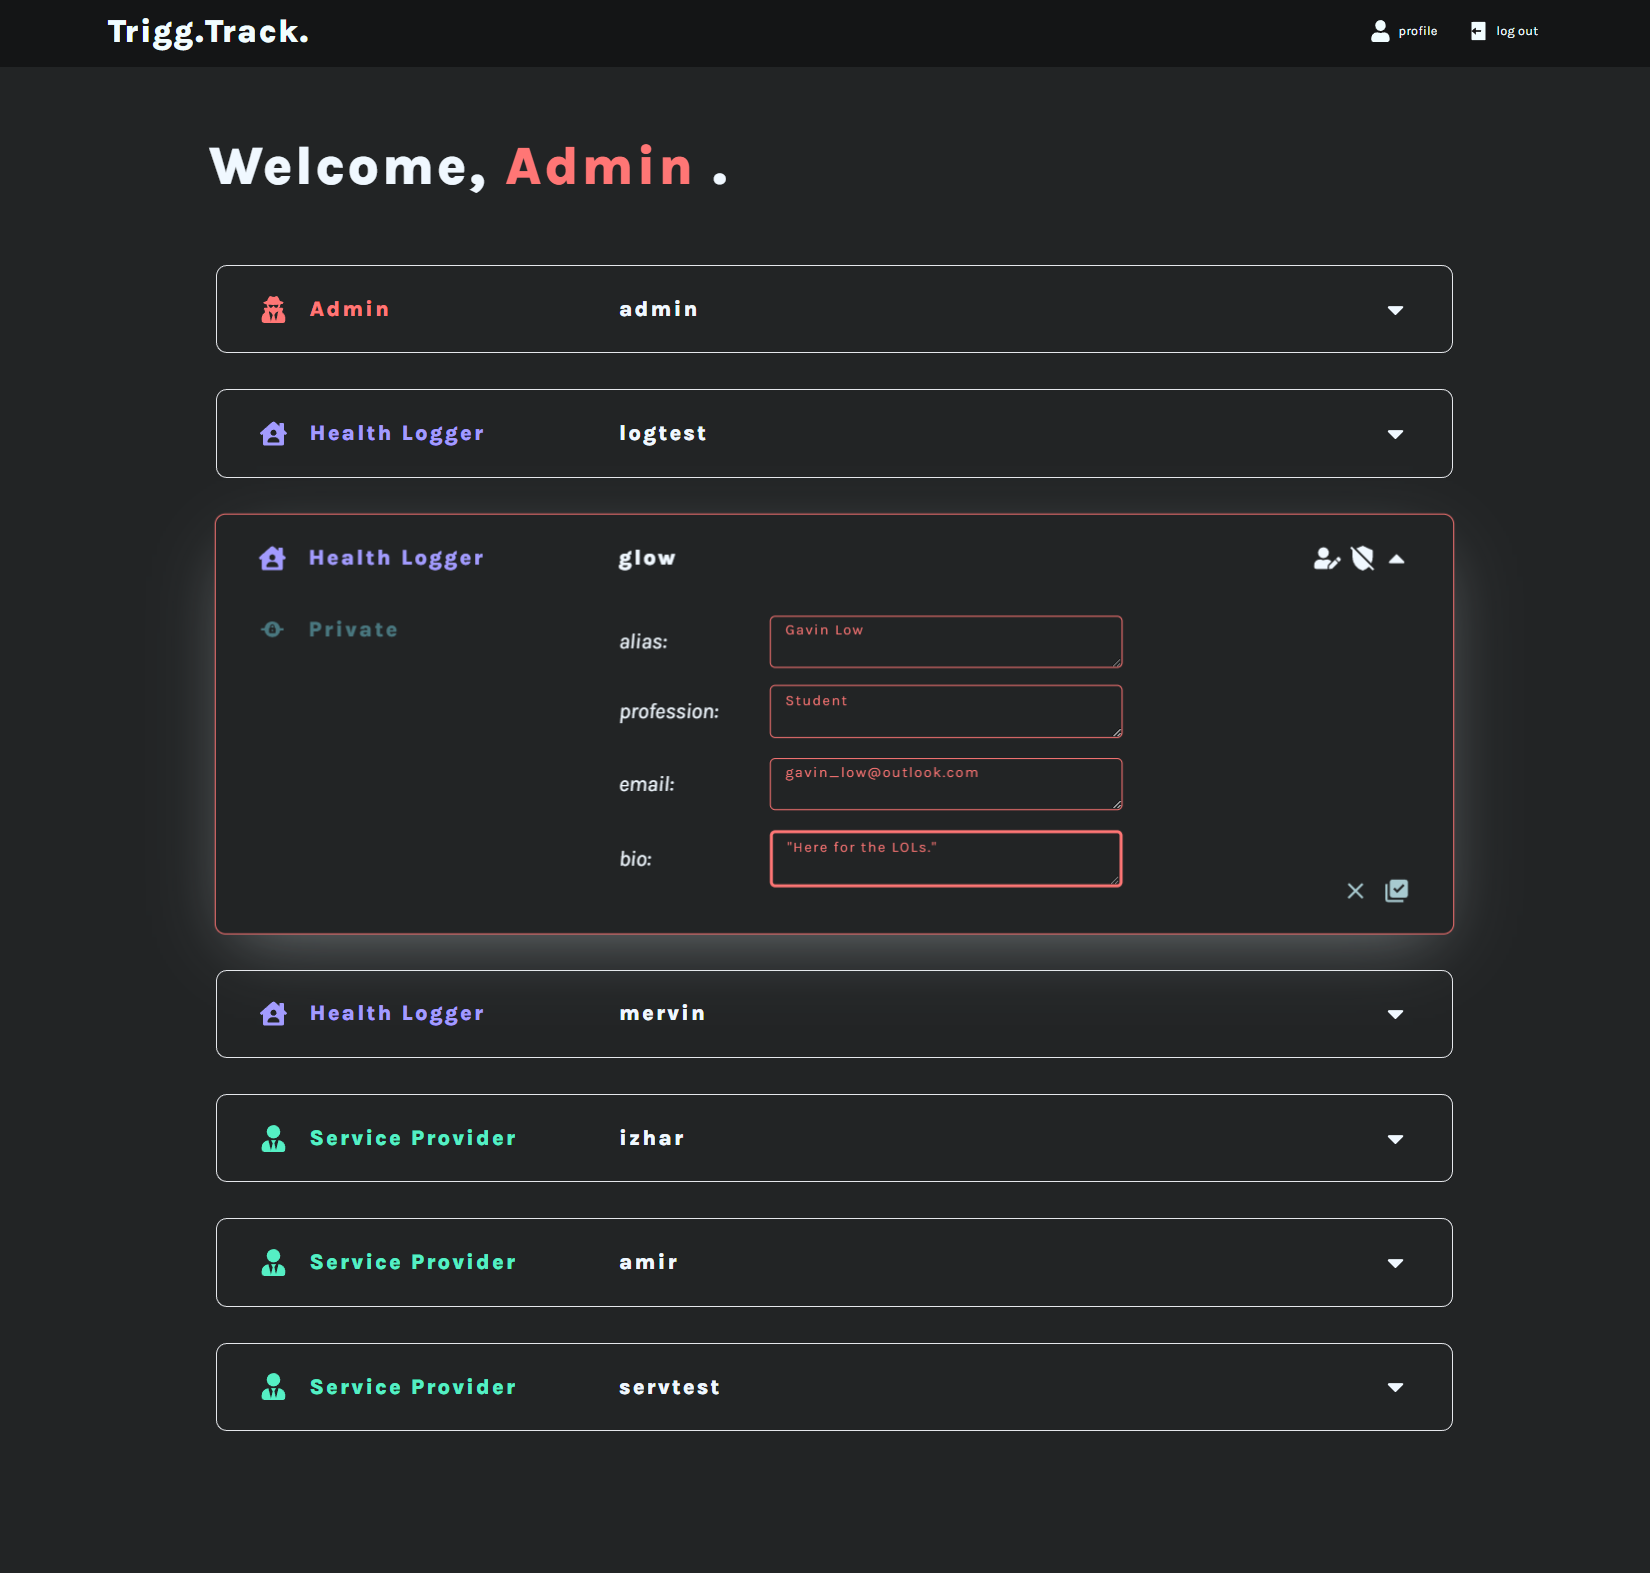 Trigg.Track.
profile
log out
Welcome, Admin .
Admin admin
Health Logger logtest
Health Logger glow
Private
alias: Gavin Low
profession: Student
email: gavin_low@outlook.com
bio: "Here for the LOLs."
Health Logger mervin
Service Provider izhar
Service Provider amir
Service Provider servtest